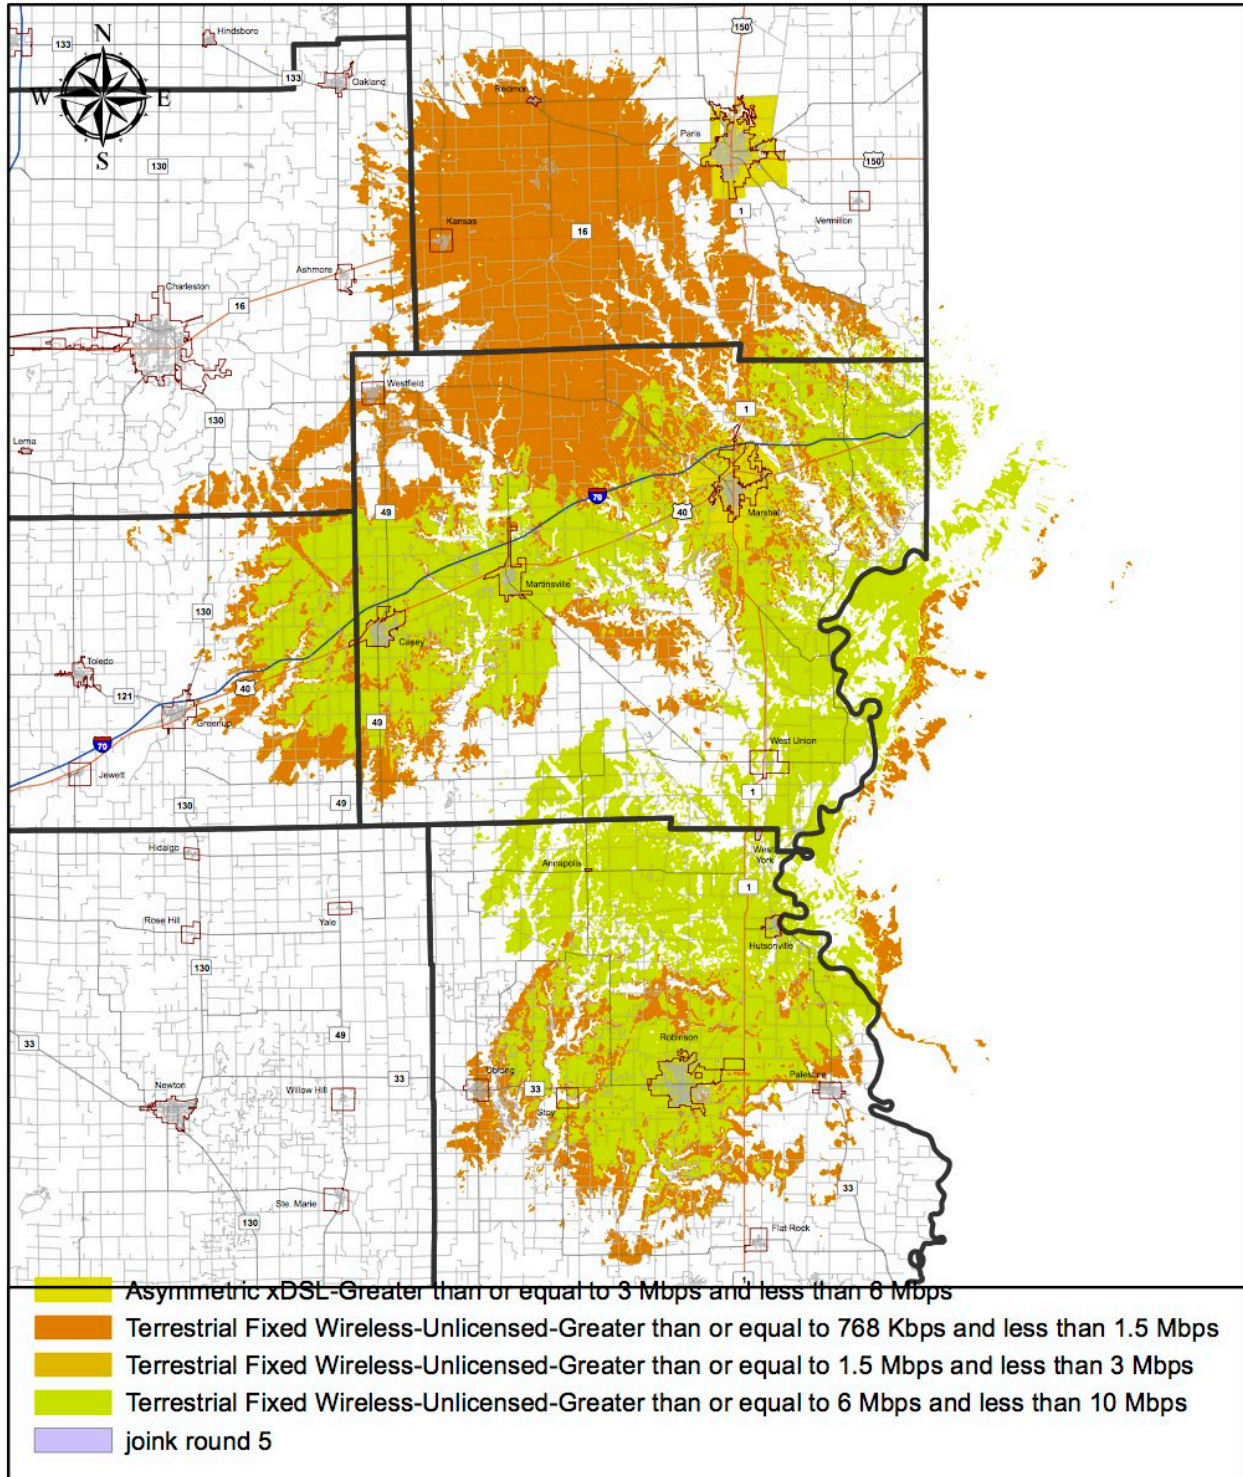 150
Hindsboro
133
N
133
Oakland
Redmon
W
E
Paris
S
130
150
Vermilion
1
Kansas
16
Ashmore
Charleston
16
Westfield
130
1
Lerna
70
49
40
Marshall
Martinsville
130
Casey
Toledo
121
40
Greenup
49
70
West Union
Jewett
1
130
49
Hidalgo
West
York
Annapolis
1
Rose Hill
Yale
Hutsonville
130
49
33
Robinson
Oblong
33
Palestine
Newton
Willow Hill
33
Stoy
33
Ste. Marie
130
Flat Rock
1
Asymmetric xDSL-Greater than or equal to 3 Mbps and less than 6 Mbps
Terrestrial Fixed Wireless-Unlicensed-Greater than or equal to 768 Kbps and less than 1.5 Mbps
Terrestrial Fixed Wireless-Unlicensed-Greater than or equal to 1.5 Mbps and less than 3 Mbps
Terrestrial Fixed Wireless-Unlicensed-Greater than or equal to 6 Mbps and less than 10 Mbps
joink round 5